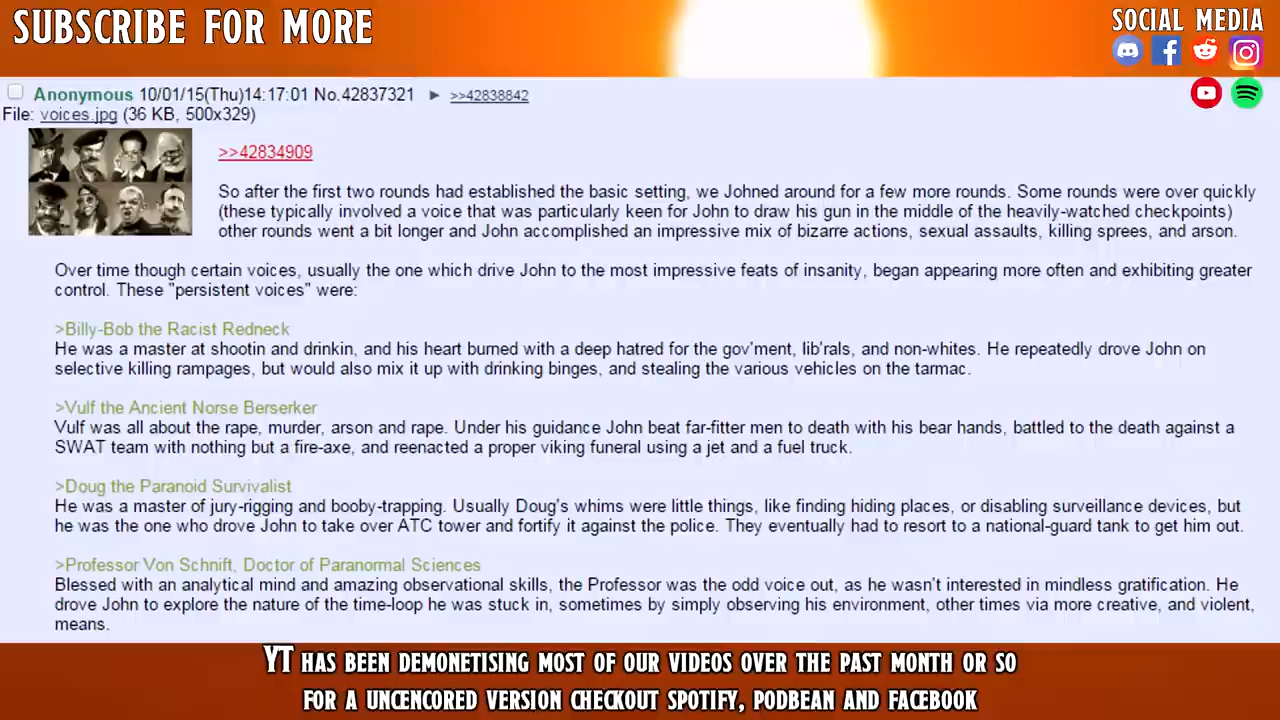 SUBSCRIBE FOR MORE
SOCIAL MEDIA
Anonymous 10/01/15(Thu)14:17:01 No.42837321 ► >>42838842
File: voices.jpg (36 KB, 500x329)
>>42834909
So after the first two rounds had established the basic setting, we Johned around for a few more rounds. Some rounds were over quickly
(these typically involved a voice that was particularly keen for John to draw his gun in the middle of the heavily-watched checkpoints)
other rounds went a bit longer and John accomplished an impressive mix of bizarre actions, sexual assaults, killing sprees, and arson.
Over time though certain voices, usually the one which drive John to the most impressive feats of insanity, began appearing more often and exhibiting greater
control. These "persistent voices" were:
>Billy-Bob the Racist Redneck
He was a master at shootin and drinkin, and his heart burned with a deep hatred for the gov'ment, lib'rals, and non-whites. He repeatedly drove John on
selective killing rampages, but would also mix it up with drinking binges, and stealing the various vehicles on the tarmac.
>Vulf the Ancient Norse Berserker
Vulf was all about the rape, murder, arson and rape. Under his guidance John beat far-fitter men to death with his bear hands, battled to the death against a
SWAT team with nothing but a fire-axe, and reenacted a proper viking funeral using a jet and a fuel truck.
>Doug the Paranoid Survivalist
He was a master of jury-rigging and booby-trapping. Usually Doug's whims were little things, like finding hiding places, or disabling surveillance devices, but
he was the one who drove John to take over ATC tower and fortify it against the police. They eventually had to resort to a national-guard tank to get him out.
>Professor Von Schnift, Doctor of Paranormal Sciences
Blessed with an analytical mind and amazing observational skills, the Professor was the odd voice out, as he wasn't interested in mindless gratification. He
drove John to explore the nature of the time-loop he was stuck in, sometimes by simply observing his environment, other times via more creative, and violent,
means.
YT HAS BEEN DEMONETISING MOST OF OUR VIDEOS OVER THE PAST MONTH OR SO
FOR A UNCENCORED VERSION CHECKOUT SPOTIFY, PODBEAN AND FACEBOOK